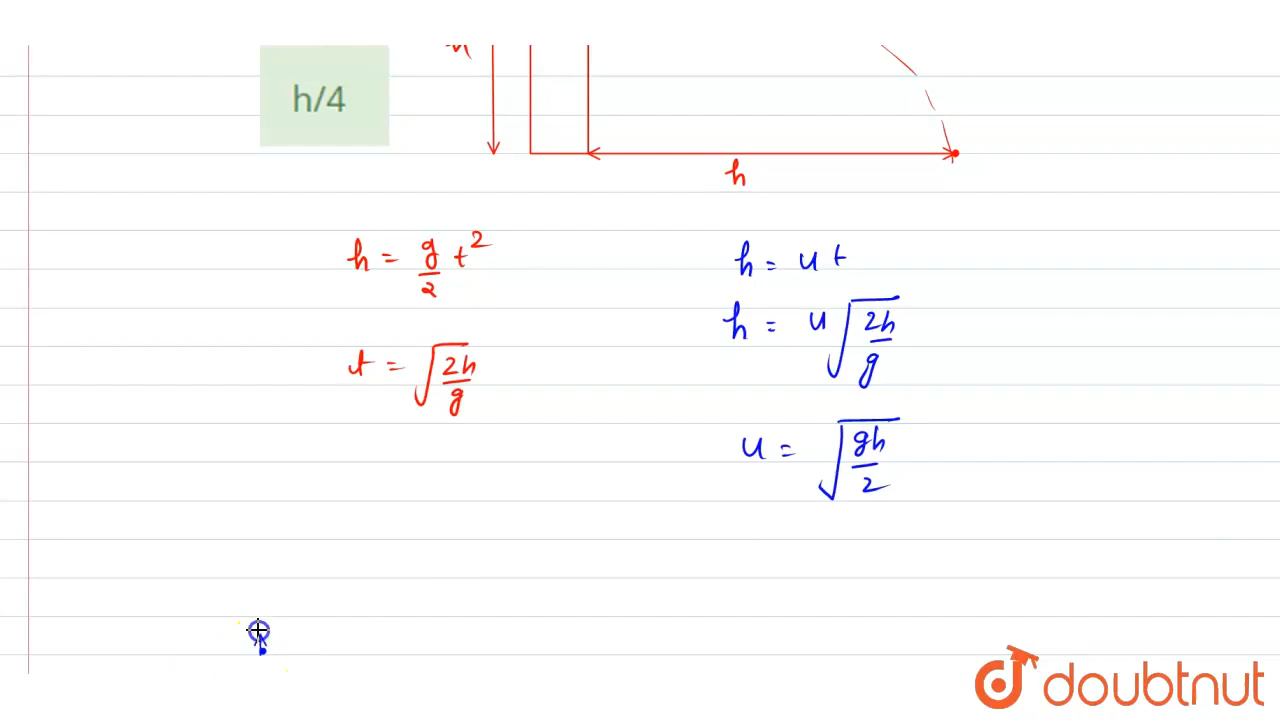 h
h/4
h
h = g/2 t²
t = √(2h/g)
h = ut
h = u√(2h/g)
u = √(gh/2)
doubtnut